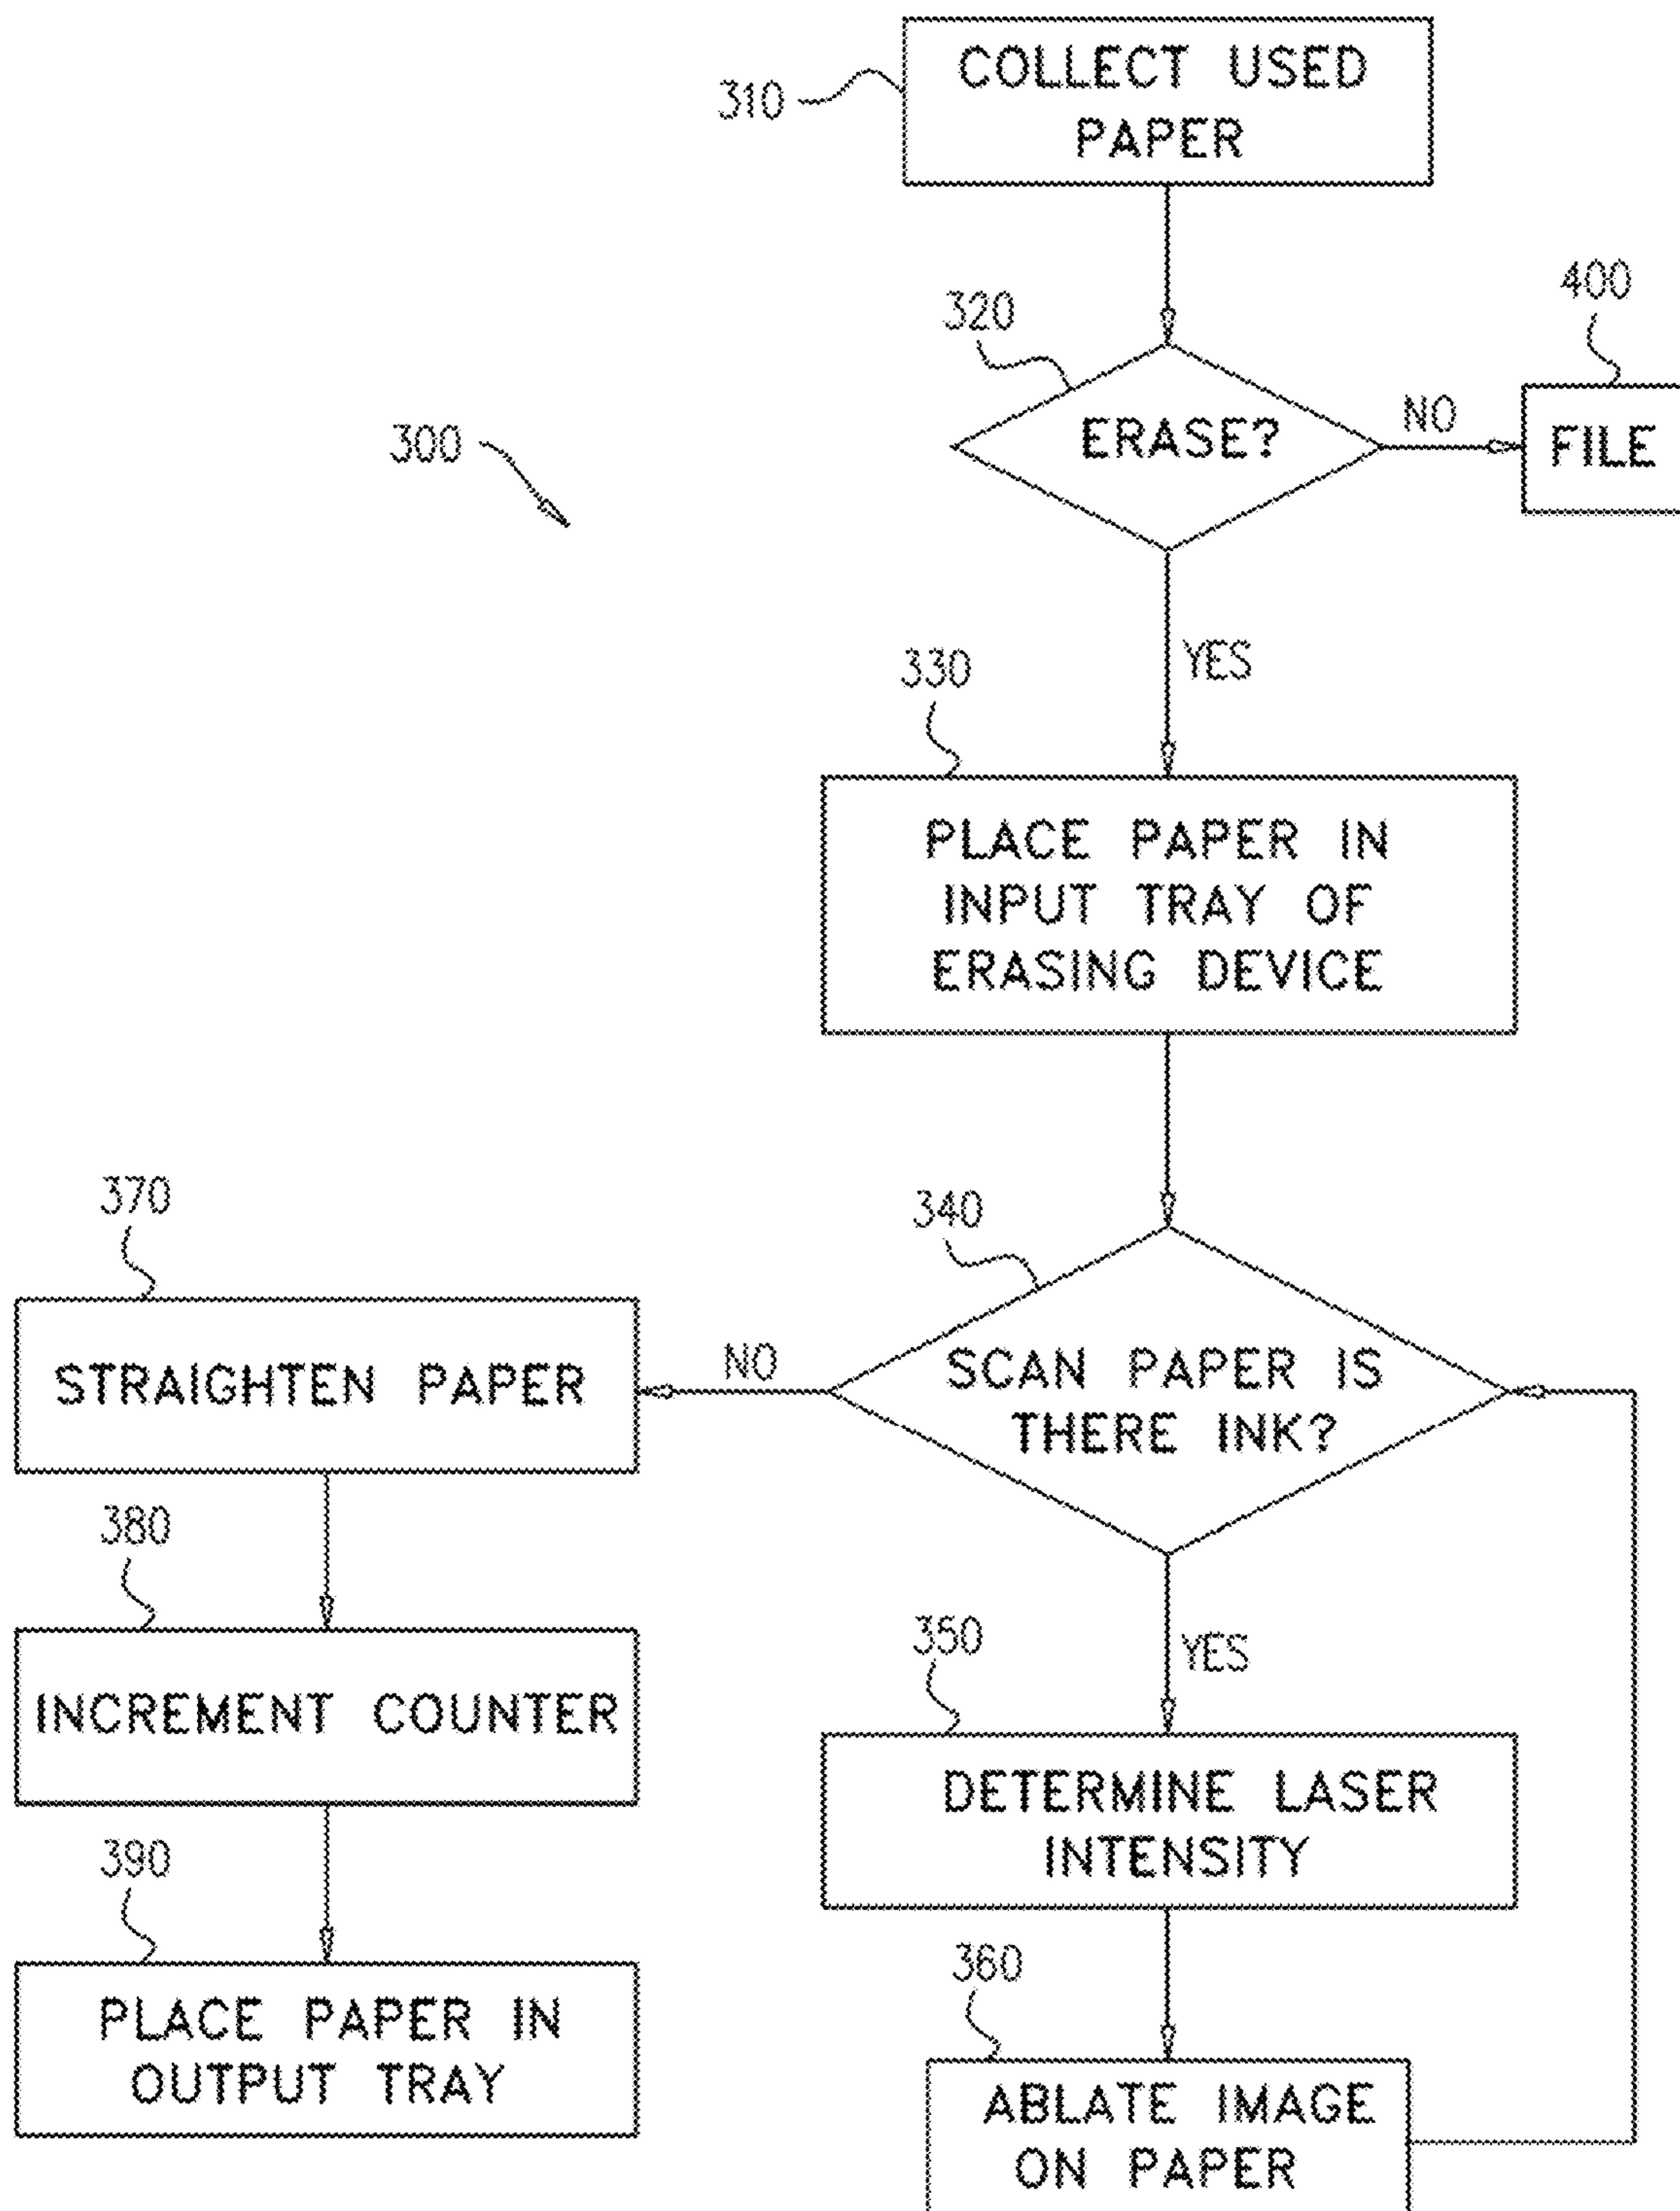 310
COLLECT USED
PAPER
320
400
ERASE?
NO
FILE
300
YES
330
PLACE PAPER IN
INPUT TRAY OF
ERASING DEVICE
370
340
STRAIGHTEN PAPER
NO
SCAN PAPER IS
THERE INK?
380
350
YES
INCREMENT COUNTER
DETERMINE LASER
INTENSITY
390
360
PLACE PAPER IN
OUTPUT TRAY
ABLATE IMAGE
ON PAPER